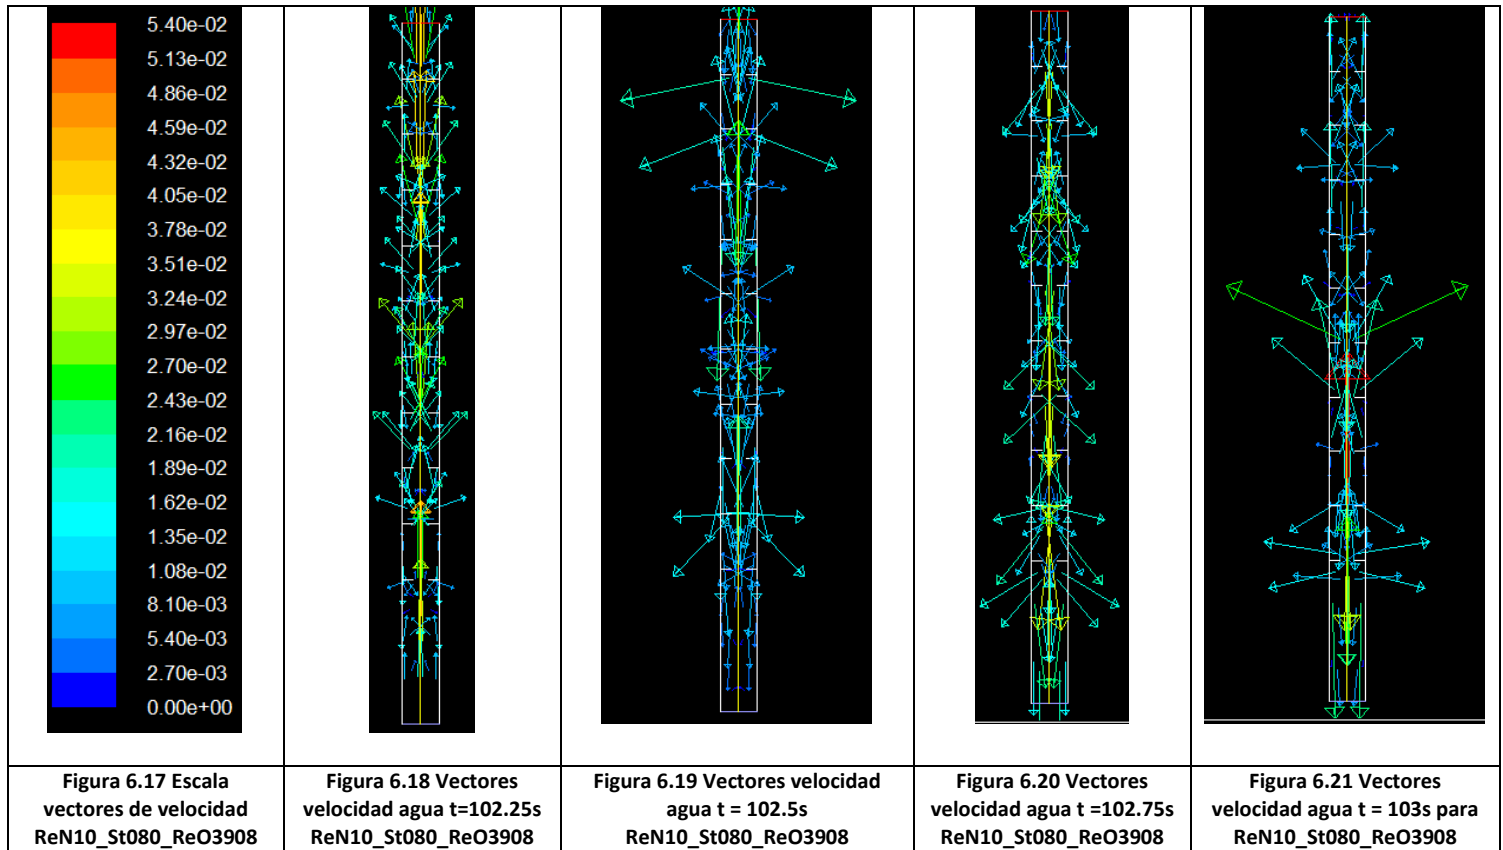 5.40e-02
5.13e-02
4.86e-02
4.59e-02
4.32e-02
4.05e-02
3.78e-02
3.51e-02
3.24e-02
2.97e-02
2.70e-02
2.43e-02
2.16e-02
1.89e-02
1.62e-02
1.35e-02
1.08e-02
8.10e-03
5.40e-03
2.70e-03
0.00e+00
Figura 6.17 Escala
vectores de velocidad
ReN10_St080_ReO3908
Figura 6.18 Vectores
velocidad agua t=102.25s
ReN10_St080_ReO3908
Figura 6.19 Vectores velocidad
agua t = 102.5s
ReN10_St080_ReO3908
Figura 6.20 Vectores
velocidad agua t =102.75s
ReN10_St080_ReO3908
Figura 6.21 Vectores
velocidad agua t = 103s para
ReN10_St080_ReO3908